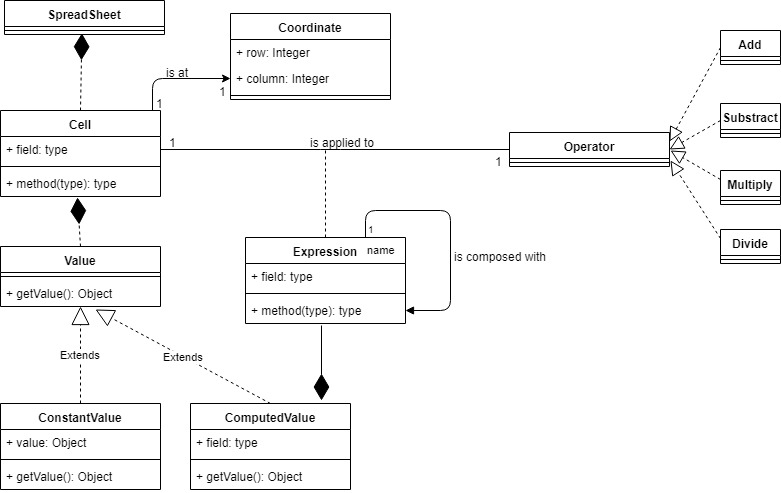 SpreadSheet
Coordinate
+ row: Integer
+ column: Integer
is at
1
1
Add
Cell
+ field: type
+ method(type): type
1
is applied to
1
Operator
Substract
Multiply
Divide
Value
+ getValue(): Object
1
Expression
name
+ field: type
+ method(type): type
is composed with
Extends
Extends
ConstantValue
+ value: Object
+ getValue(): Object
ComputedValue
+ field: type
+ getValue(): Object